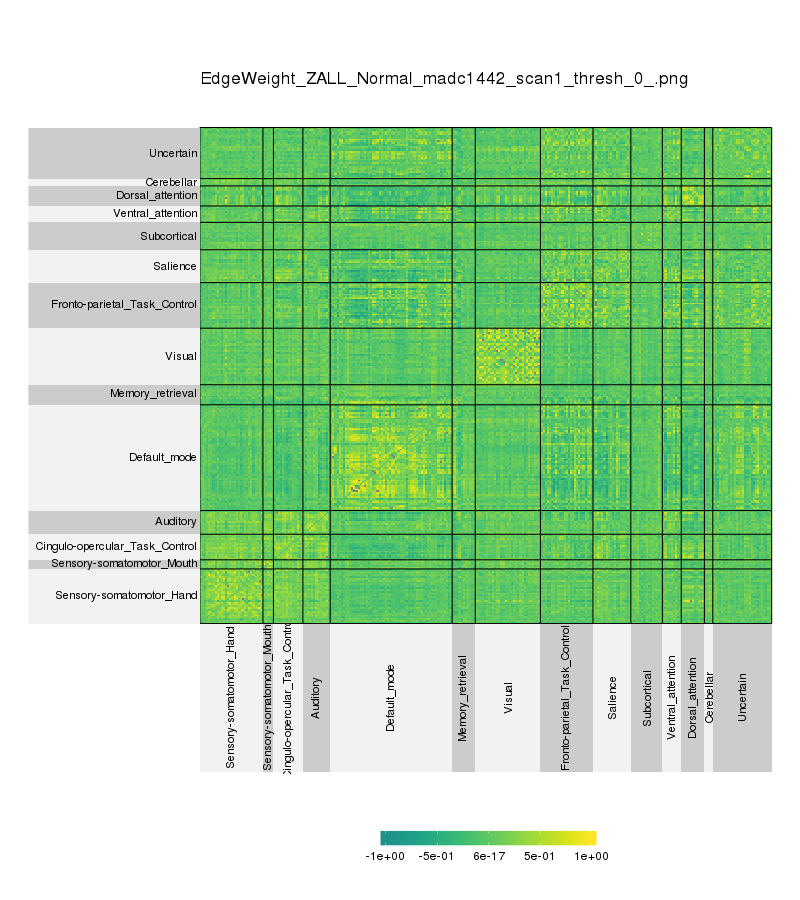 EdgeWeight_ZALL_Normal_madc1442_scan1_thresh_0_.png
Uncertain
Cerebellar
Dorsal_attention
Ventral_attention
Subcortical
Salience
Fronto-parietal_Task_Control
Visual
Memory_retrieval
Default_mode
Auditory
Cingulo-opercular_Task_Control
Sensory-somatomotor_Mouth
Sensory-somatomotor_Hand
Sensory-somatomotor_Hand
Sensory-somatomotor_Mouth
Cingulo-opercular_Task_Control
Auditory
Default_mode
Memory_retrieval
Visual
Fronto-parietal_Task_Control
Salience
Subcortical
Ventral_attention
Dorsal_attention
Cerebellar
Uncertain
-1e+00 -5e-01 6e-17 5e-01 1e+00